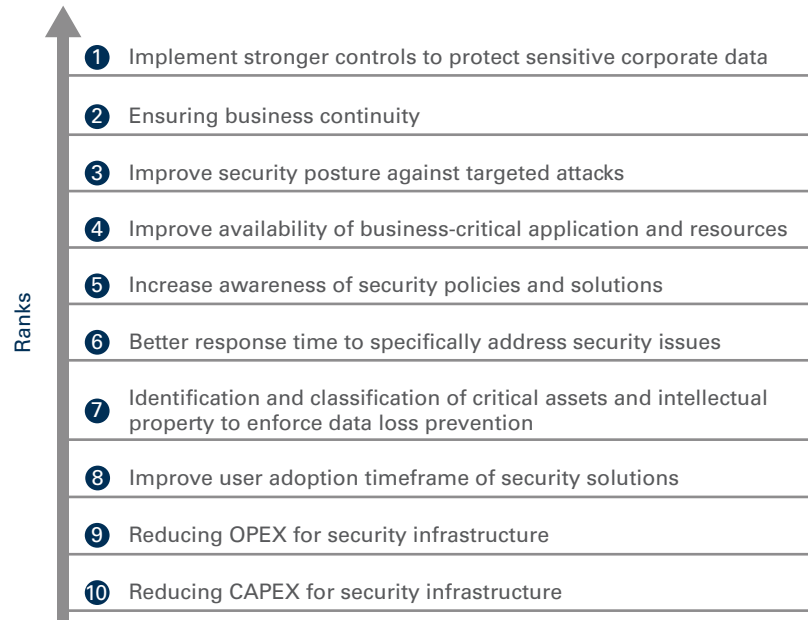 1 Implement stronger controls to protect sensitive corporate data
2 Ensuring business continuity
3 Improve security posture against targeted attacks
4 Improve availability of business-critical application and resources
5 Increase awareness of security policies and solutions
6 Better response time to specifically address security issues
7 Identification and classification of critical assets and intellectual
property to enforce data loss prevention
8 Improve user adoption timeframe of security solutions
9 Reducing OPEX for security infrastructure
10 Reducing CAPEX for security infrastructure
Ranks